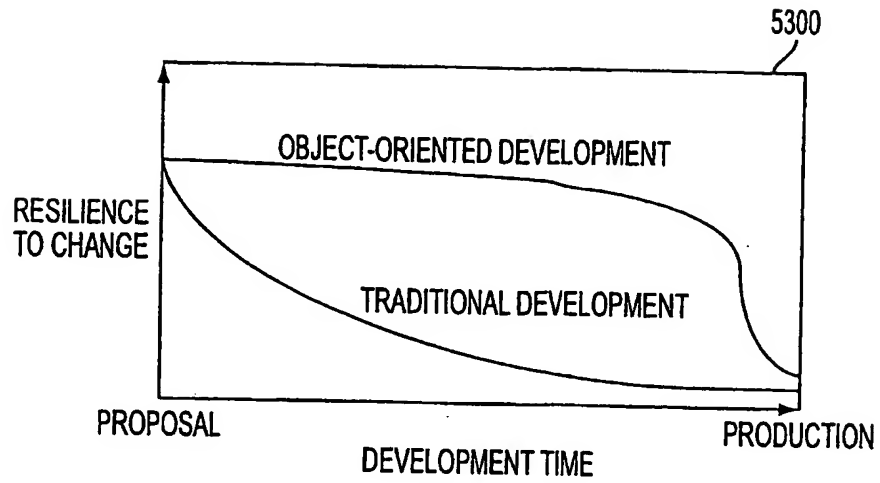 5300
OBJECT-ORIENTED DEVELOPMENT
RESILIENCE
TO CHANGE
TRADITIONAL DEVELOPMENT
PROPOSAL
PRODUCTION
DEVELOPMENT TIME